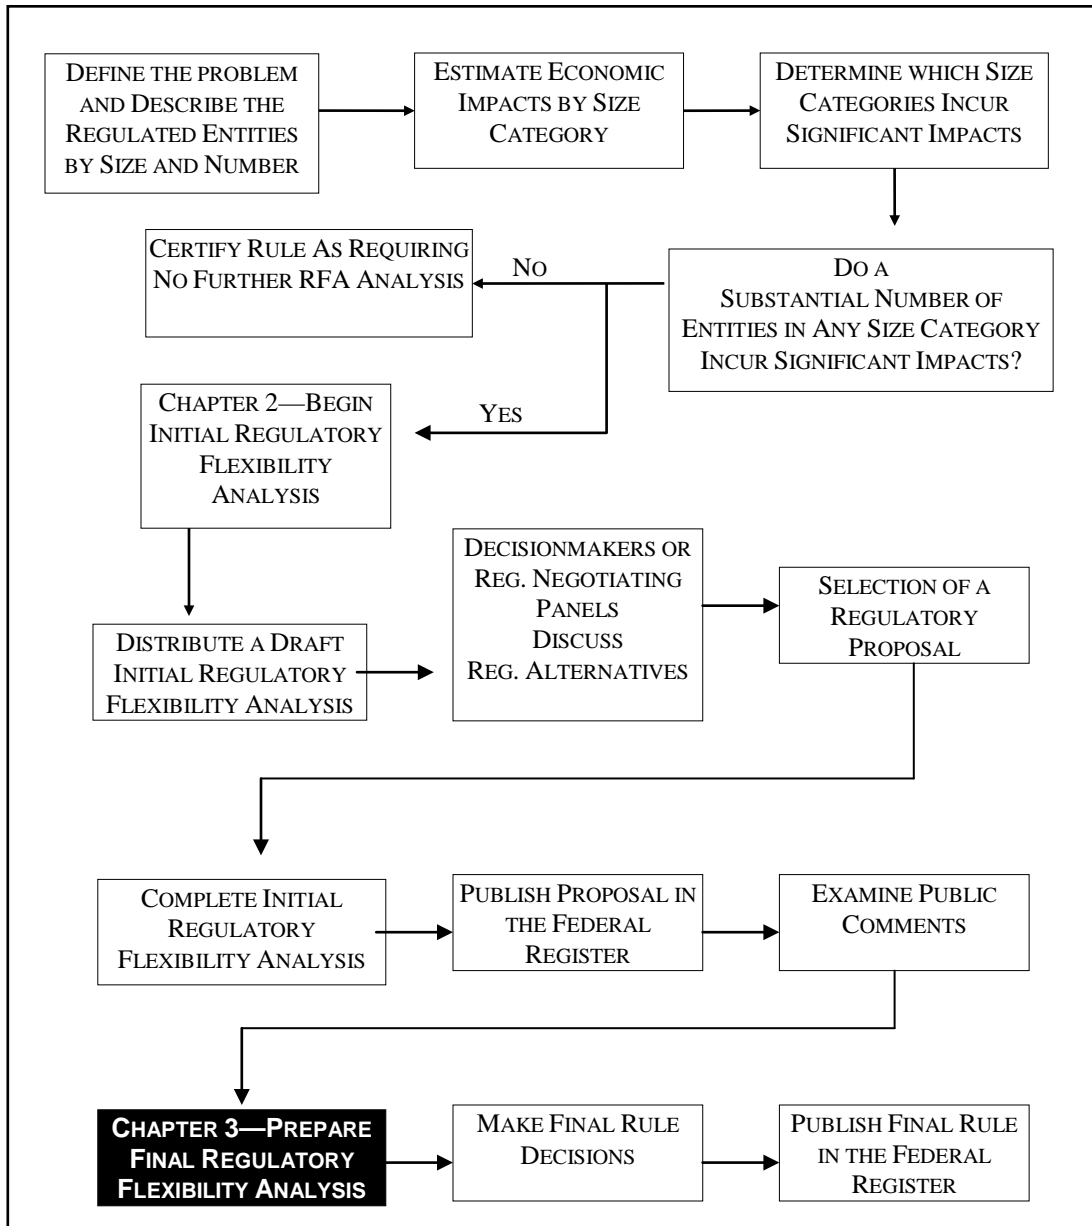 DEFINE THE PROBLEM
AND DESCRIBE THE
REGULATED ENTITIES
BY SIZE AND NUMBER
ESTIMATE ECONOMIC
IMPACTS BY SIZE
CATEGORY
DETERMINE WHICH SIZE
CATEGORIES INCUR
SIGNIFICANT IMPACTS
CERTIFY RULE AS REQUIRING
NO FURTHER RFA ANALYSIS
NO
DO A
SUBSTANTIAL NUMBER OF
ENTITIES IN ANY SIZE CATEGORY
INCUR SIGNIFICANT IMPACTS?
CHAPTER 2—BEGIN
INITIAL REGULATORY
FLEXIBILITY
ANALYSIS
YES
DISTRIBUTE A DRAFT
INITIAL REGULATORY
FLEXIBILITY ANALYSIS
DECISIONMAKERS OR
REG. NEGOTIATING
PANELS
DISCUSS
REG. ALTERNATIVES
SELECTION OF A
REGULATORY
PROPOSAL
COMPLETE INITIAL
REGULATORY
FLEXIBILITY ANALYSIS
PUBLISH PROPOSAL IN
THE FEDERAL
REGISTER
EXAMINE PUBLIC
COMMENTS
CHAPTER 3—PREPARE
FINAL REGULATORY
FLEXIBILITY ANALYSIS
MAKE FINAL RULE
DECISIONS
PUBLISH FINAL RULE
IN THE FEDERAL
REGISTER